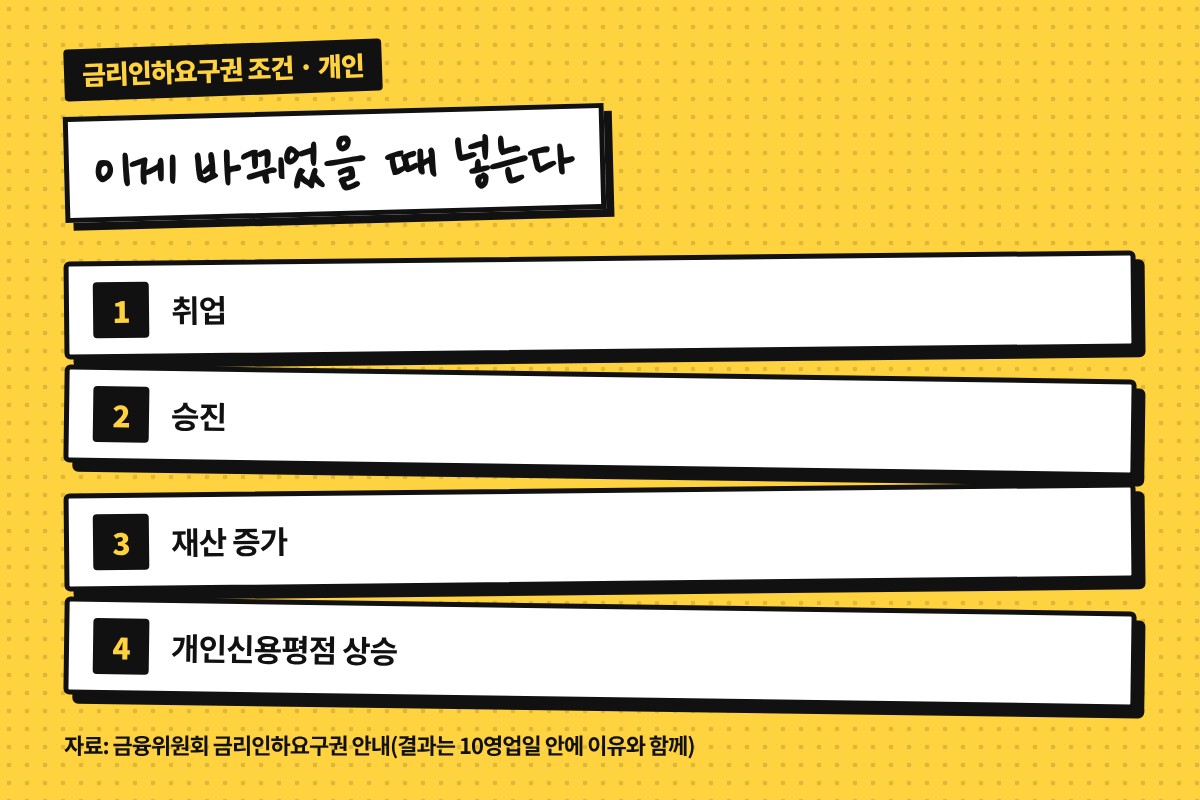 금리인하요구권 조건 · 개인
이게 바뀌었을 때 넣는다
1 취업
2 승진
3 재산 증가
4 개인신용평점 상승
자료: 금융위원회 금리인하요구권 안내(결과는 10영업일 안에 이유와 함께)